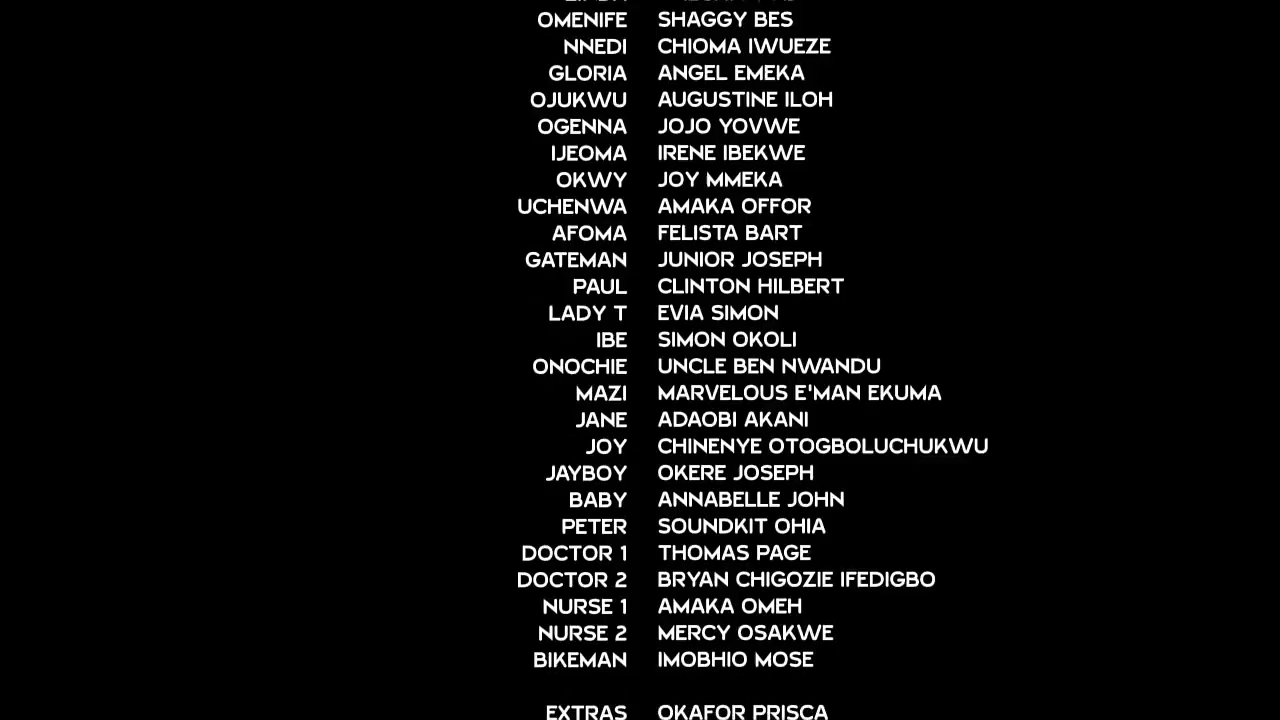 OMENIFE SHAGGY BES
NNEDI CHIOMA IWUEZE
GLORIA ANGEL EMEKA
OJUKWU AUGUSTINE ILOH
OGENNA JOJO YOVWE
IJEOMA IRENE IBEKWE
OKWY JOY MMEKA
UCHENWA AMAKA OFFOR
AFOMA FELISTA BART
GATEMAN JUNIOR JOSEPH
PAUL CLINTON HILBERT
LADY T EVIA SIMON
IBE SIMON OKOLI
ONOCHIE UNCLE BEN NWANDU
MAZI MARVELOUS E'MAN EKUMA
JANE ADAOBI AKANI
JOY CHINENYE OTOGBOLUCHUKWU
JAYBOY OKERE JOSEPH
BABY ANNABELLE JOHN
PETER SOUNDKIT OHIA
DOCTOR 1 THOMAS PAGE
DOCTOR 2 BRYAN CHIGOZIE IFEDIGBO
NURSE 1 AMAKA OMEH
NURSE 2 MERCY OSAKWE
BIKEMAN IMOBHIO MOSE
EXTRAS OKAFOR PRISCA